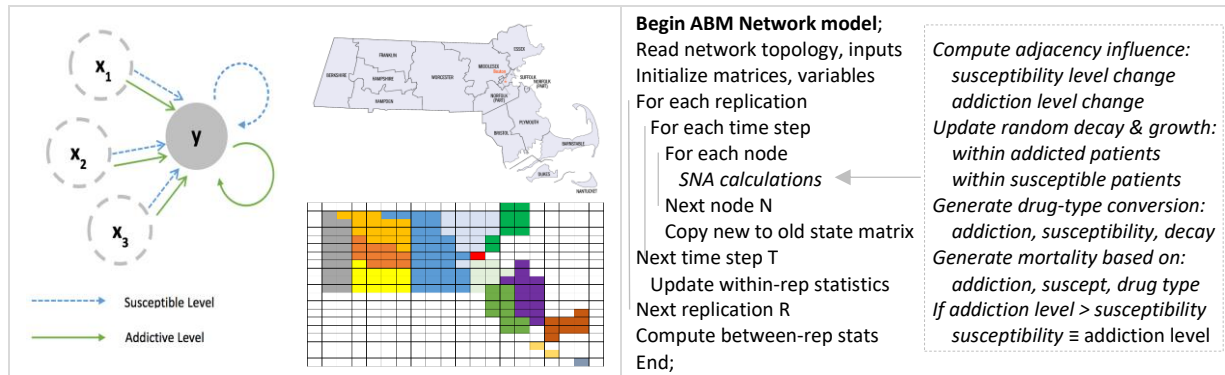 x1
x2
x3
y
Susceptible Level
Addictive Level
ESSEX
FRANKLIN
MIDDLESEX
BERKSHIRE
HAMPSHIRE
WORCESTER
Boston
SUFFOLK
NORFOLK
(PART)
HAMPDEN
NORFOLK
(PART)
PLYMOUTH
BRISTOL
BARNSTABLE
DUKES
NANTUCKET
Begin ABM Network model;
Read network topology, inputs
Initialize matrices, variables
For each replication
For each time step
For each node
SNA calculations
Next node N
Copy new to old state matrix
Next time step T
Update within-rep statistics
Next replication R
Compute between-rep stats
End;
Compute adjacency influence:
susceptibility level change
addiction level change
Update random decay & growth:
within addicted patients
within susceptible patients
Generate drug-type conversion:
addiction, susceptibility, decay
Generate mortality based on:
addiction, suspect, drug type
If addiction level > susceptibility
susceptibility ≡ addiction level